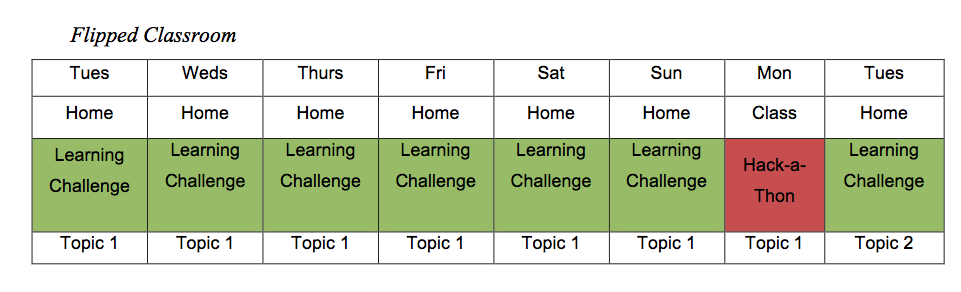 Flipped Classroom
Tues Weds Thurs Fri Sat Sun Mon Tues
Home Home Home Home Home Home Class Home
Learning Learning Learning Learning Learning Learning Hack-a- Learning
Challenge Challenge Challenge Challenge Challenge Challenge Thon Challenge
Topic 1 Topic 1 Topic 1 Topic 1 Topic 1 Topic 1 Topic 1 Topic 2